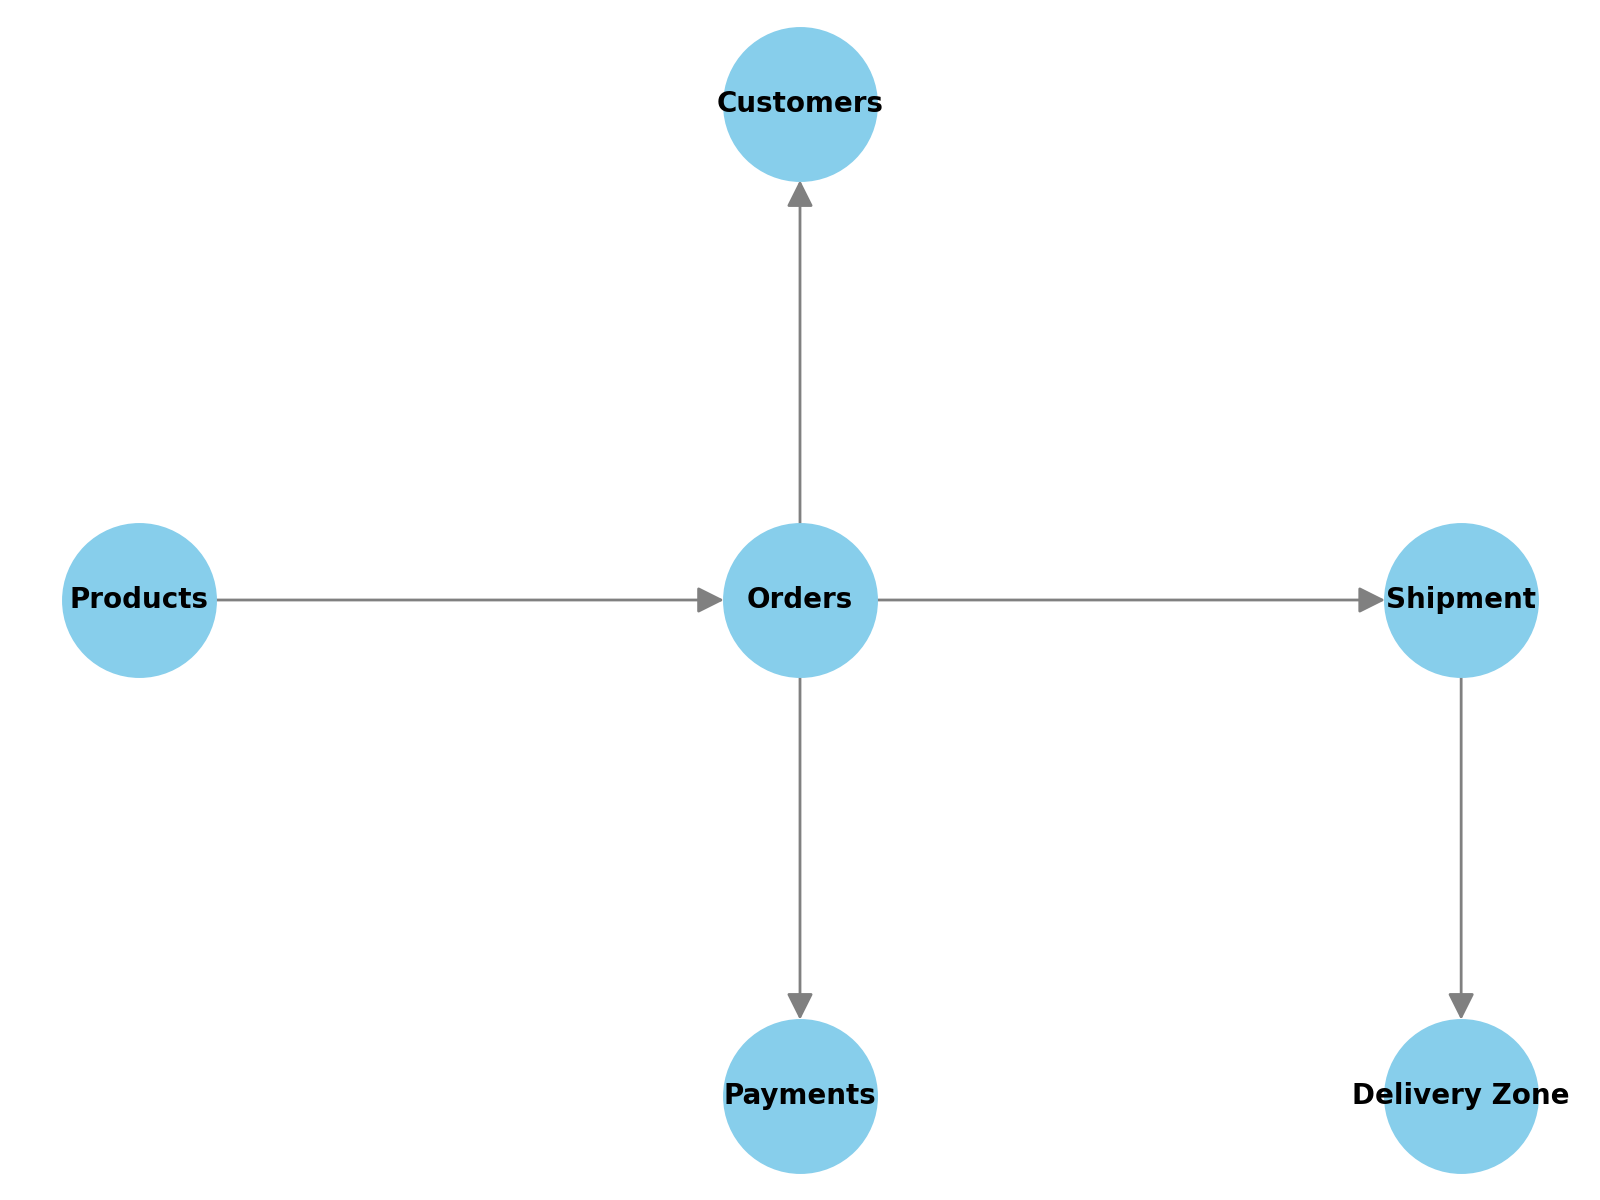 Customers
Products
Orders
Shipment
Payments
Delivery Zone